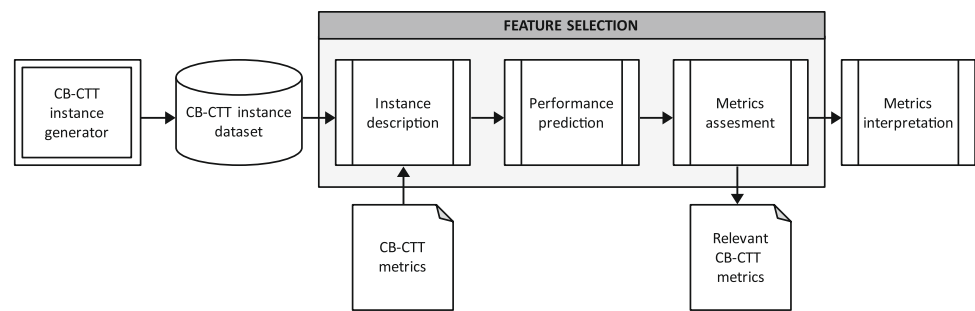 FEATURE SELECTION
CB-CTT
instance
generator
CB-CTT instance
dataset
Instance
description
Performance
prediction
Metrics
assesment
Metrics
interpretation
CB-CTT
metrics
Relevant
CB-CTT
metrics